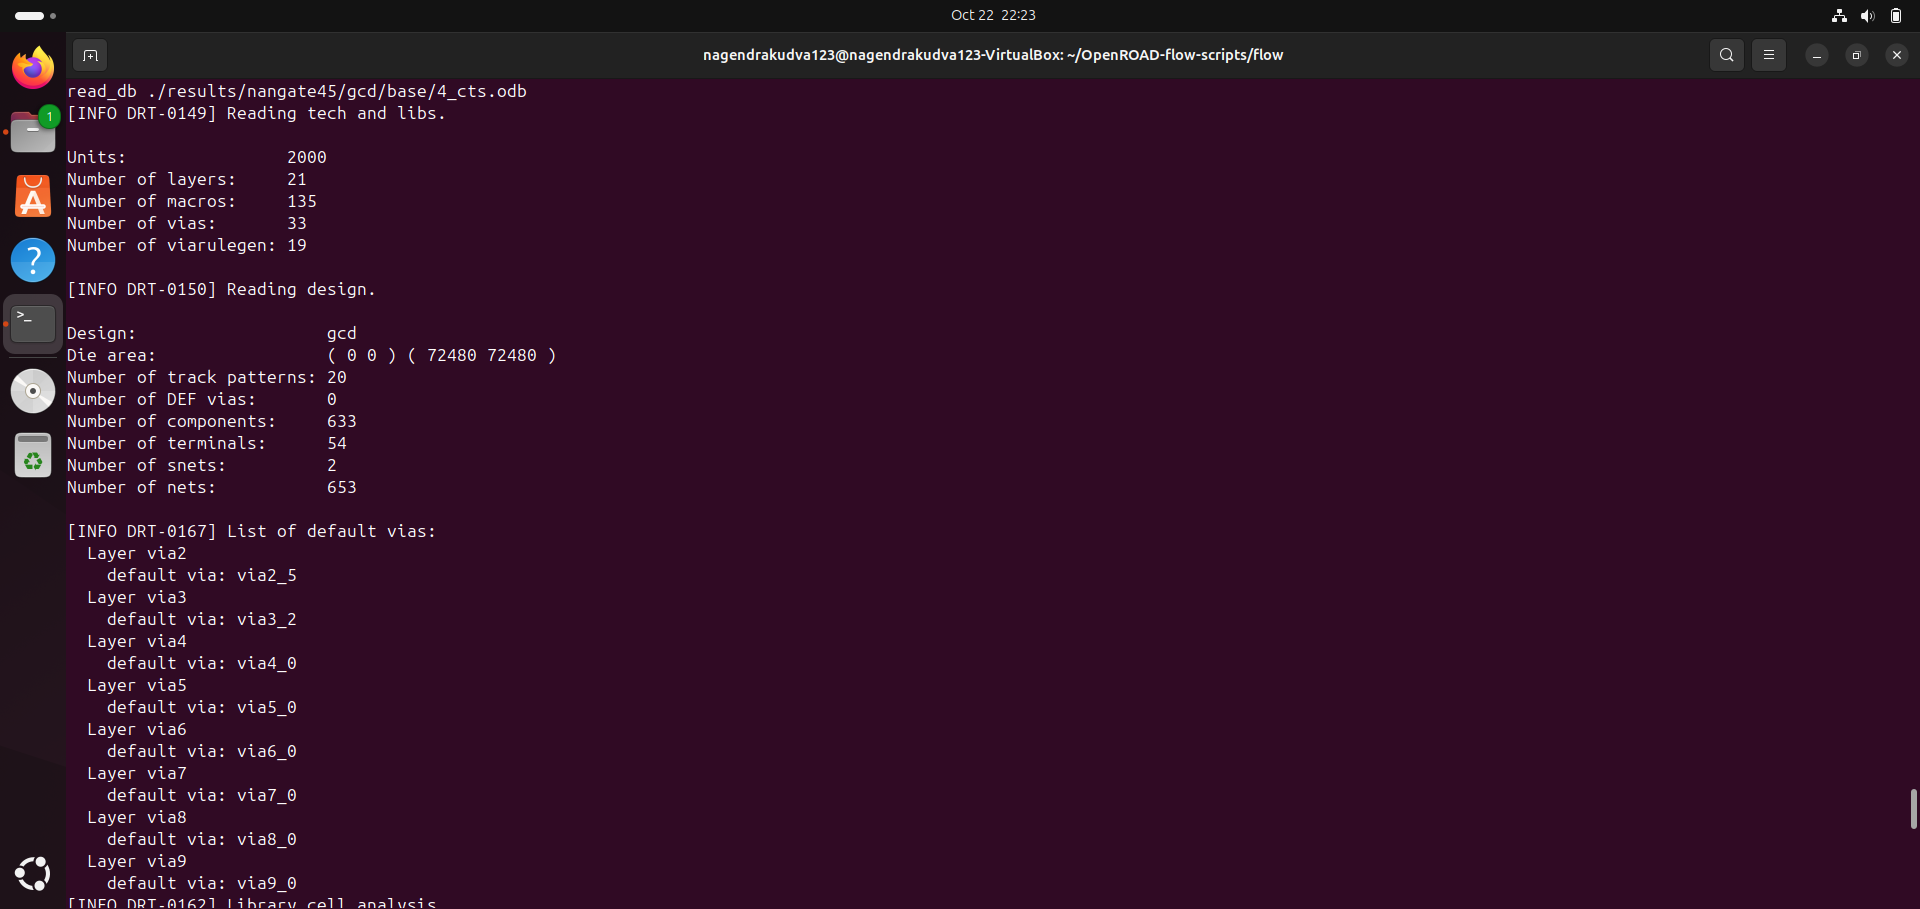 Oct 22 22:23
nagendrakudva123@nagendrakudva123-VirtualBox: ~/OpenROAD-flow-scripts/flow
1
read_db ./results/nangate45/gcd/base/4_cts.odb
[INFO DRT-0149] Reading tech and libs.
Units: 2000
Number of layers: 21
Number of macros: 135
Number of vias: 33
Number of viarulegen: 19
[INFO DRT-0150] Reading design.
Design: gcd
Die area: ( 0 0 ) ( 72480 72480 )
Number of track patterns: 20
Number of DEF vias: 0
Number of components: 633
Number of terminals: 54
Number of snets: 2
Number of nets: 653
[INFO DRT-0167] List of default vias:
Layer via2
default via: via2_5
Layer via3
default via: via3_2
Layer via4
default via: via4_0
Layer via5
default via: via5_0
Layer via6
default via: via6_0
Layer via7
default via: via7_0
Layer via8
default via: via8_0
Layer via9
default via: via9_0
[INFO DRT-0162] Library cell analysis.